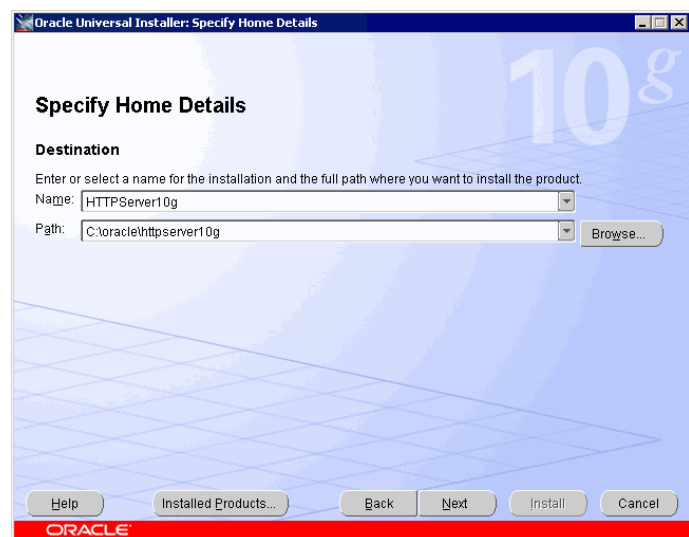 Oracle Universal Installer: Specify Home Details
10g
Specify Home Details
Destination
Enter or select a name for the installation and the full path where you want to install the product.
Name: HTTPServer10g
Path: C:\oracle\httpserver10g Browse...
Help Installed Products... Back Next Install Cancel
ORACLE